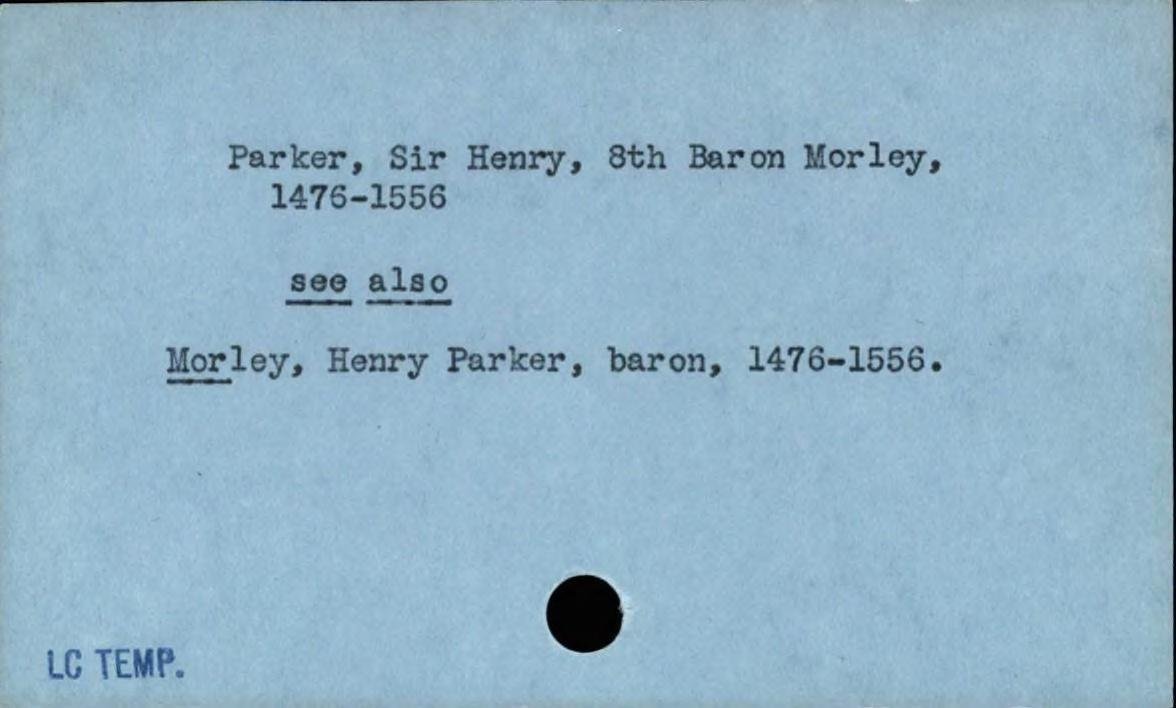 Parker, Sir Henry, 8th Baron Morley,
1476-1556
see also
Morley, Henry Parker, baron, 1476-1556.
LC TEMP.